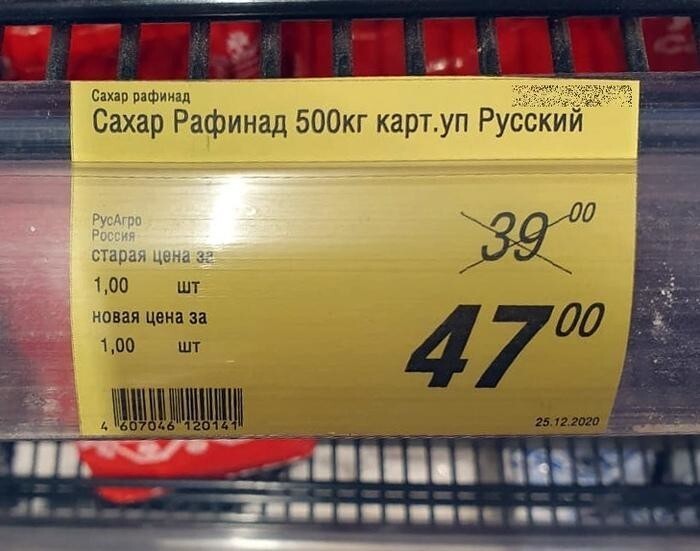 Сахар рафинад
Сахар Рафинад 500кг карт.уп Русский
РусАгро
Россия
старая цена за
1,00 шт
39 00
новая цена за
1,00 шт
47 00
4 607046 120141
25.12.2020